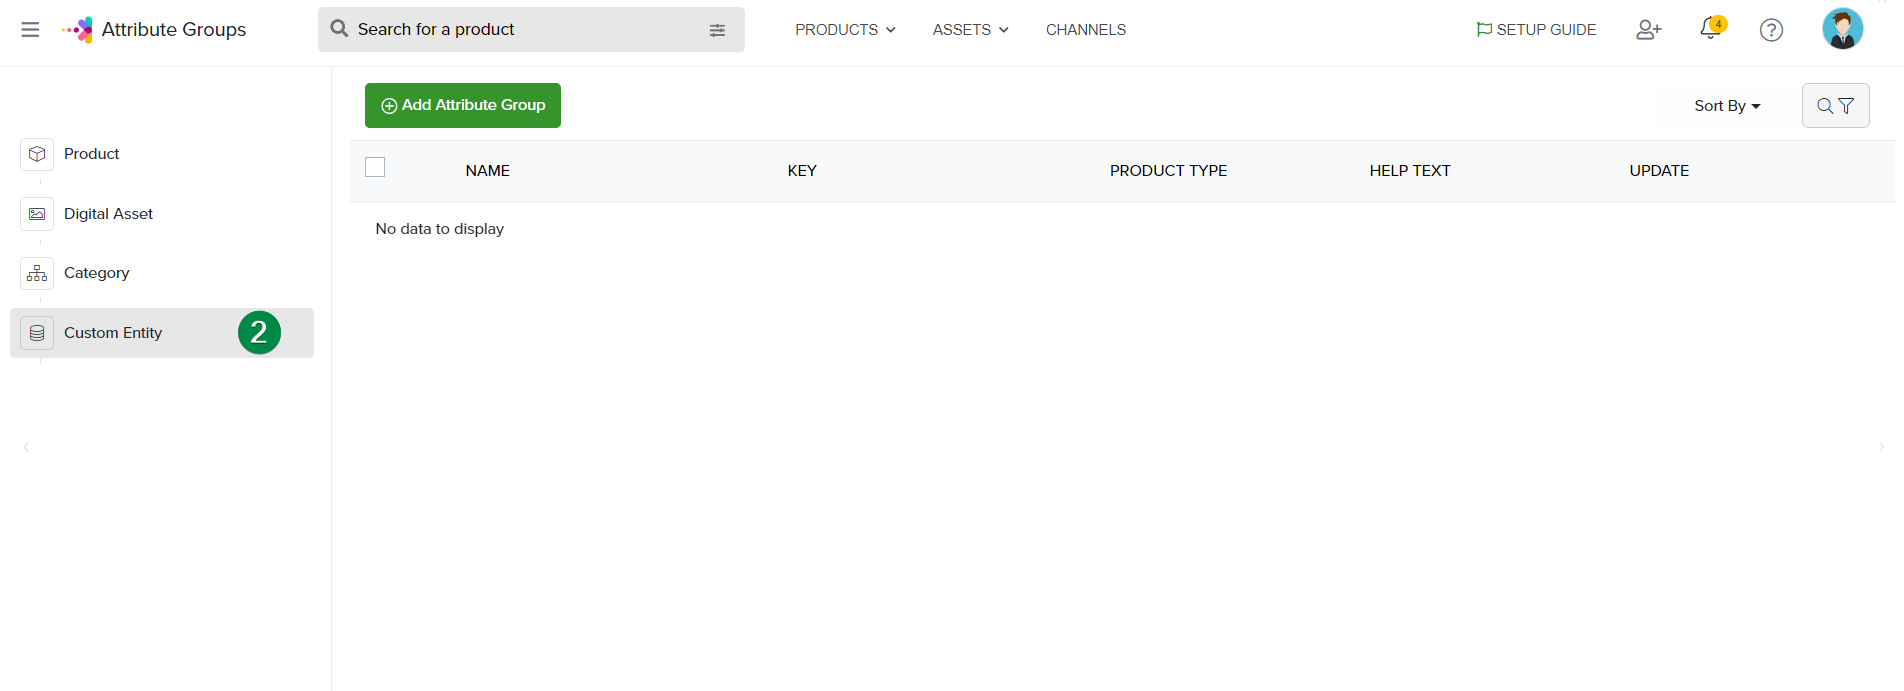 Attribute Groups
Search for a product
PRODUCTS
ASSETS
CHANNELS
SETUP GUIDE
4
?
Product
Digital Asset
Category
Custom Entity
2
Add Attribute Group
Sort By
NAME KEY PRODUCT TYPE HELP TEXT UPDATE
No data to display